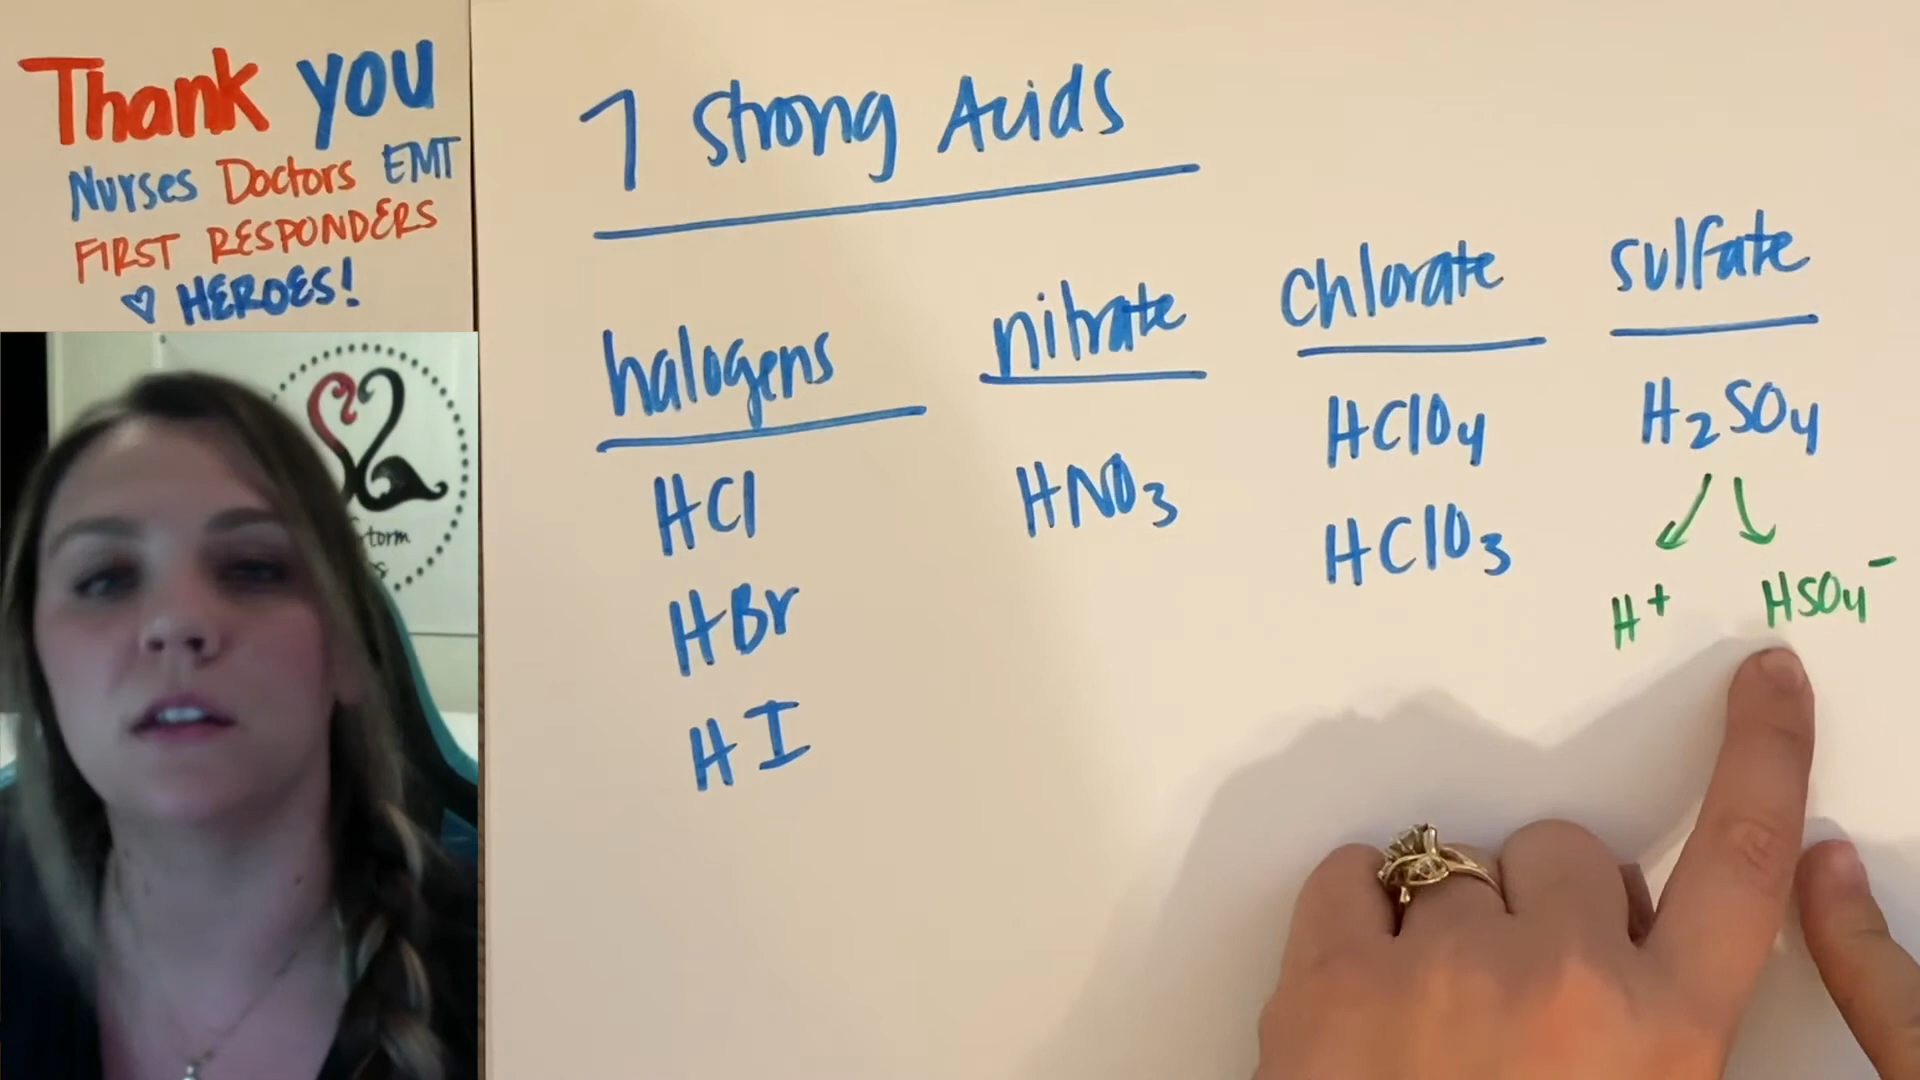 Thank you
Nurses Doctors EMT
FIRST RESPONDERS
♡ HEROES!
7 Strong Acids
halogens
HCl
HBr
HI
nitrate
HNO₃
chlorate
HClO₄
HClO₃
sulfate
H₂SO₄
H⁺ HSO₄⁻
torm